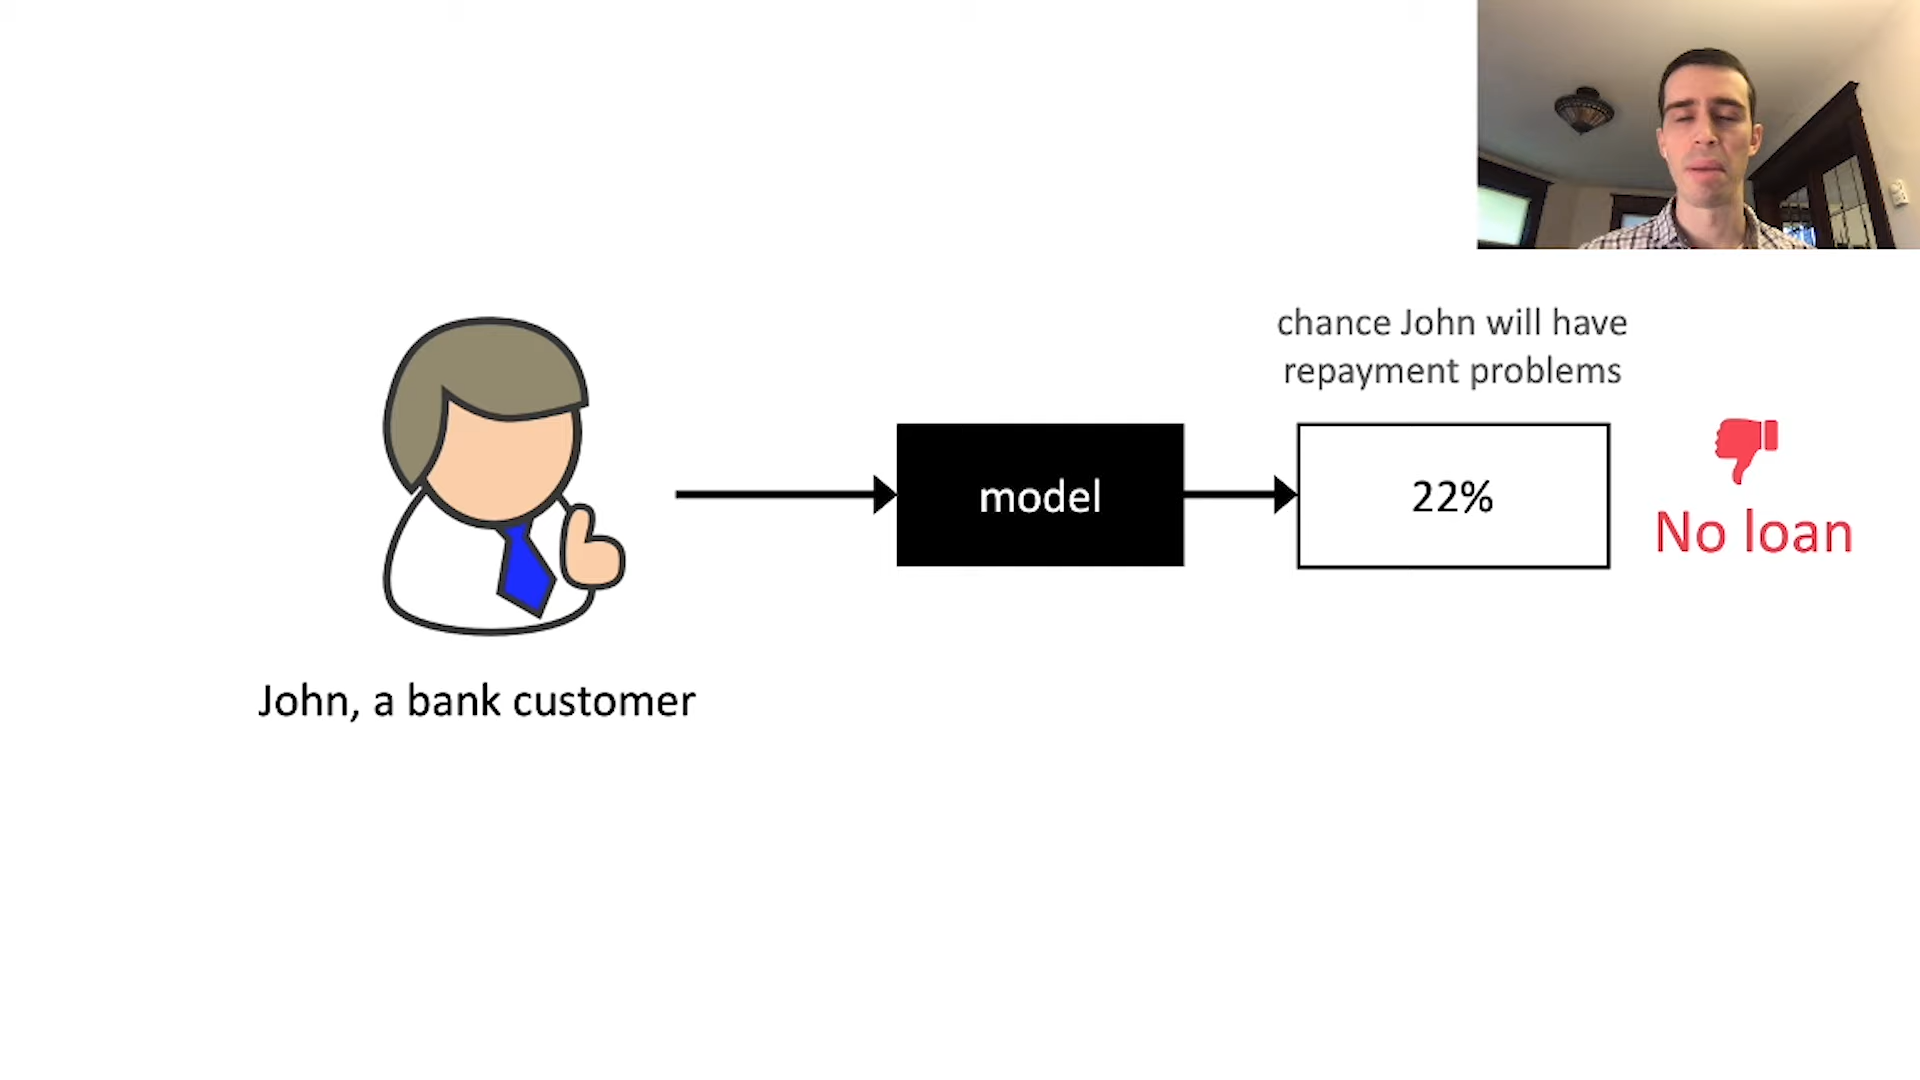 chance John will have
repayment problems
model
22%
No loan
John, a bank customer